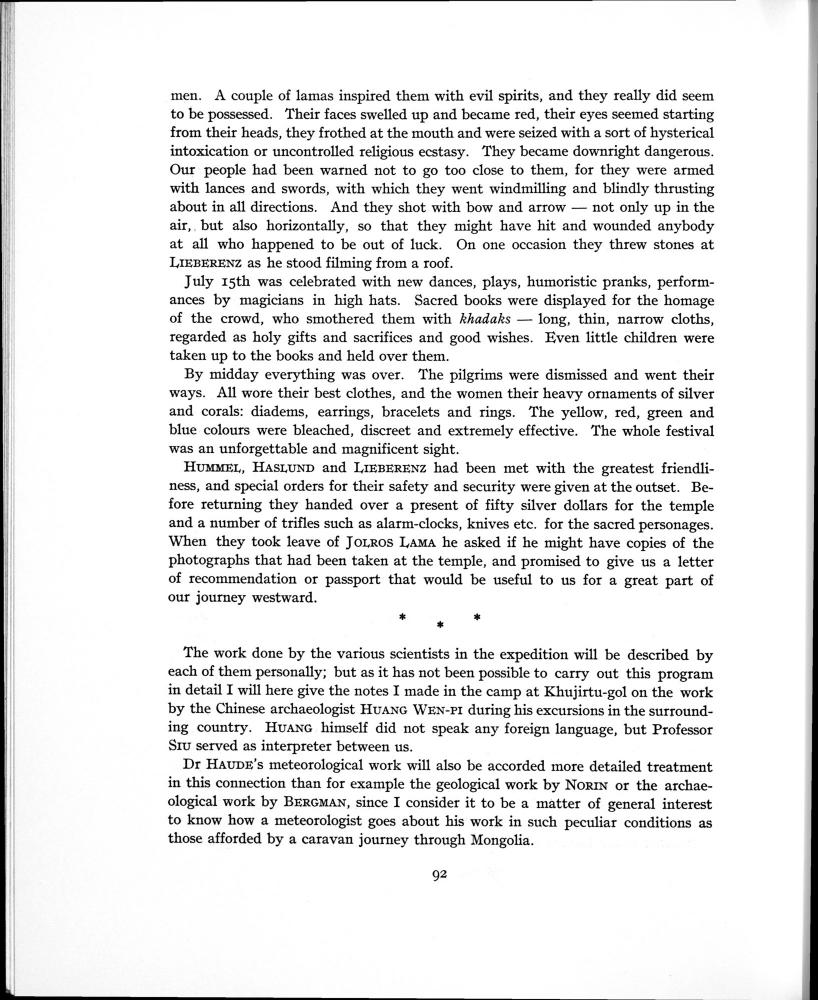 men. A couple of lamas inspired them with evil spirits, and they really did seem
to be possessed. Their faces swelled up and became red, their eyes seemed starting
from their heads, they frothed at the mouth and were seized with a sort of hysterical
intoxication or uncontrolled religious ecstasy. They became downright dangerous.
Our people had been warned not to go too close to them, for they were armed
with lances and swords, with which they went windmilling and blindly thrusting
about in all directions. And they shot with bow and arrow — not only up in the
air, but also horizontally, so that they might have hit and wounded anybody
at all who happened to be out of luck. On one occasion they threw stones at
LIEBERENZ as he stood filming from a roof.
July 15th was celebrated with new dances, plays, humoristic pranks, perform-
ances by magicians in high hats. Sacred books were displayed for the homage
of the crowd, who smothered them with khadaks — long, thin, narrow cloths,
regarded as holy gifts and sacrifices and good wishes. Even little children were
taken up to the books and held over them.
By midday everything was over. The pilgrims were dismissed and went their
ways. All wore their best clothes, and the women their heavy ornaments of silver
and corals: diadems, earrings, bracelets and rings. The yellow, red, green and
blue colours were bleached, discreet and extremely effective. The whole festival
was an unforgettable and magnificent sight.
HUMMEL, HASLUND and LIEBERENZ had been met with the greatest friendli-
ness, and special orders for their safety and security were given at the outset. Be-
fore returning they handed over a present of fifty silver dollars for the temple
and a number of trifles such as alarm-clocks, knives etc. for the sacred personages.
When they took leave of JOLROS LAMA he asked if he might have copies of the
photographs that had been taken at the temple, and promised to give us a letter
of recommendation or passport that would be useful to us for a great part of
our journey westward.
* * *
The work done by the various scientists in the expedition will be described by
each of them personally; but as it has not been possible to carry out this program
in detail I will here give the notes I made in the camp at Khujirtu-gol on the work
by the Chinese archaeologist HUANG WEN-PI during his excursions in the surround-
ing country. HUANG himself did not speak any foreign language, but Professor
SIU served as interpreter between us.
Dr HAUDE's meteorological work will also be accorded more detailed treatment
in this connection than for example the geological work by NORIN or the archae-
ological work by BERGMAN, since I consider it to be a matter of general interest
to know how a meteorologist goes about his work in such peculiar conditions as
those afforded by a caravan journey through Mongolia.
92